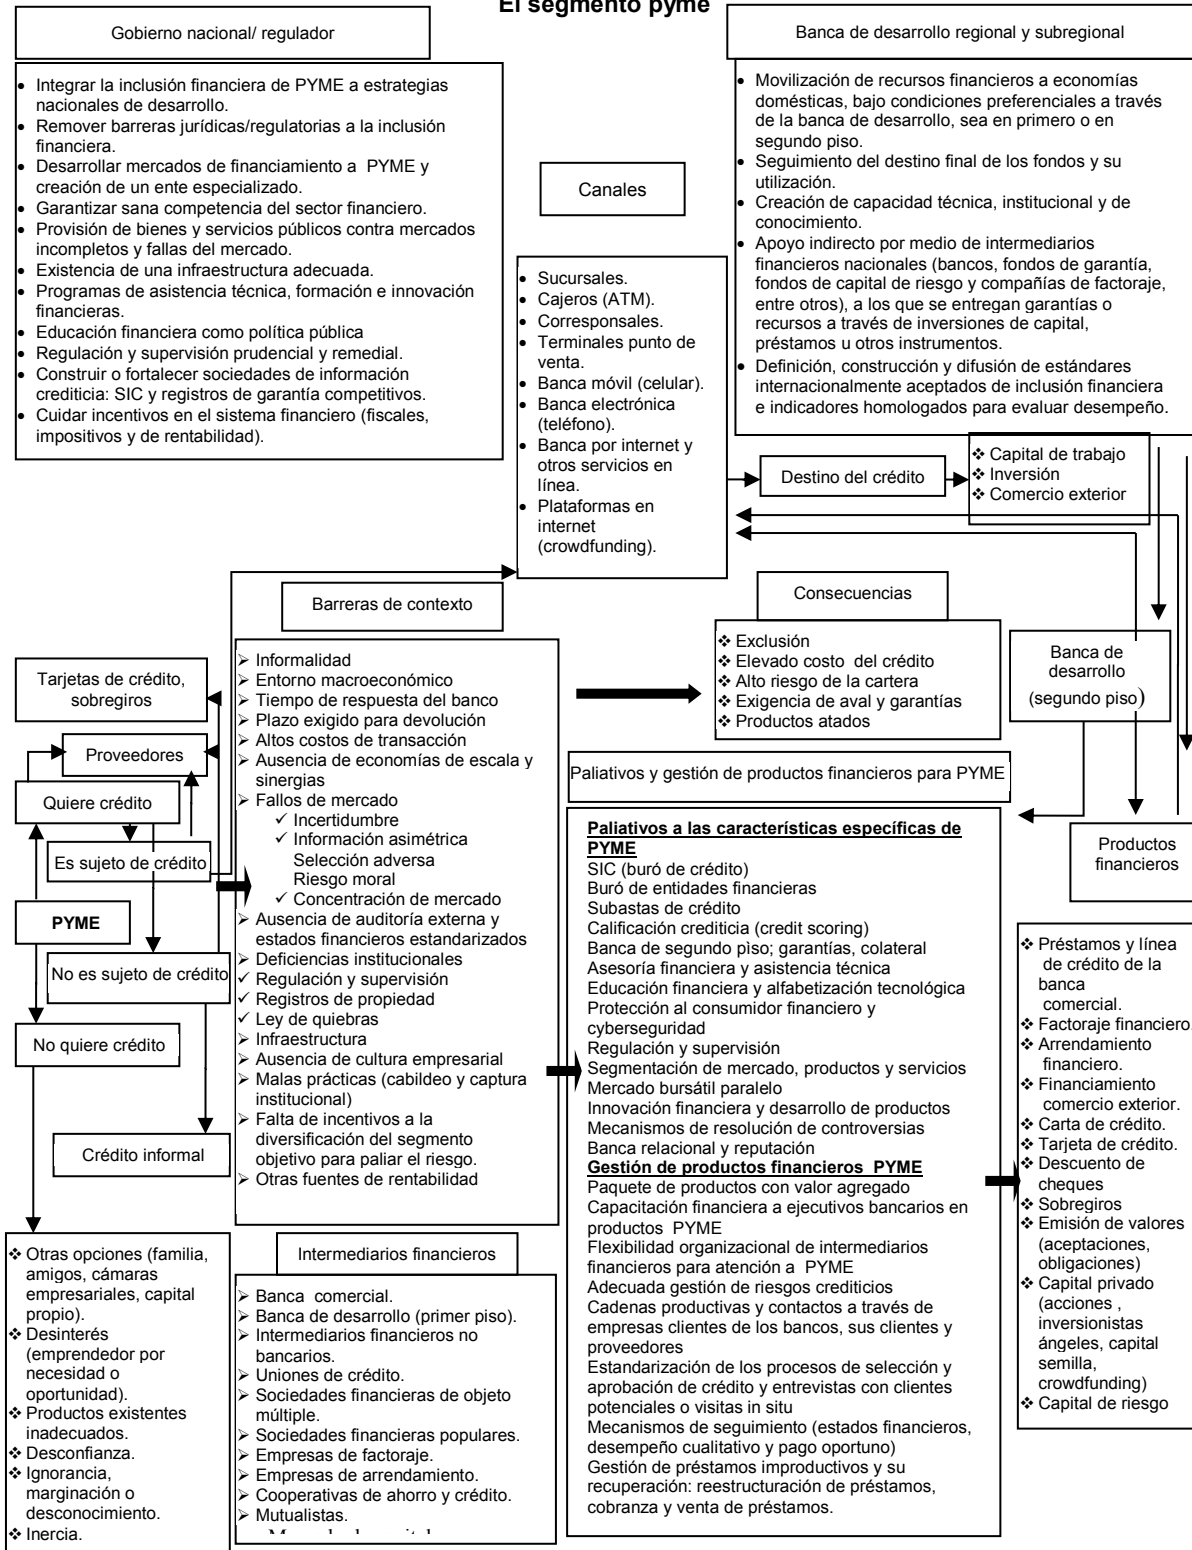 El segmento pyme
Gobierno nacional/ regulador
• Integrar la inclusión financiera de PYME a estrategias
nacionales de desarrollo.
• Remover barreras jurídicas/regulatorias a la inclusión
financiera.
• Desarrollar mercados de financiamiento a PYME y
creación de un ente especializado.
• Garantizar sana competencia del sector financiero.
• Provisión de bienes y servicios públicos contra mercados
incompletos y fallas del mercado.
• Existencia de una infraestructura adecuada.
• Programas de asistencia técnica, formación e innovación
financieras.
• Educación financiera como política pública
• Regulación y supervisión prudencial y remedial.
• Construir o fortalecer sociedades de información
crediticia: SIC y registros de garantía competitivos.
• Cuidar incentivos en el sistema financiero (fiscales,
impositivos y de rentabilidad).
Canales
• Sucursales.
• Cajeros (ATM).
• Corresponsales.
• Terminales punto de
venta.
• Banca móvil (celular).
• Banca electrónica
(teléfono).
• Banca por internet y
otros servicios en
línea.
• Plataformas en
internet
(crowdfunding).
Banca de desarrollo regional y subregional
• Movilización de recursos financieros a economías
domésticas, bajo condiciones preferenciales a través
de la banca de desarrollo, sea en primero o en
segundo piso.
• Seguimiento del destino final de los fondos y su
utilización.
• Creación de capacidad técnica, institucional y de
conocimiento.
• Apoyo indirecto por medio de intermediarios
financieros nacionales (bancos, fondos de garantía,
fondos de capital de riesgo y compañías de factoraje,
entre otros), a los que se entregan garantías o
recursos a través de inversiones de capital,
préstamos u otros instrumentos.
• Definición, construcción y difusión de estándares
internacionalmente aceptados de inclusión financiera
e indicadores homologados para evaluar desempeño.
Destino del crédito
❖ Capital de trabajo
❖ Inversión
❖ Comercio exterior
Tarjetas de crédito,
sobregiros
Proveedores
Quiere crédito
Es sujeto de crédito
PYME
No es sujeto de crédito
No quiere crédito
Crédito informal
❖ Otras opciones (familia,
amigos, cámaras
empresariales, capital
propio).
❖ Desinterés
(emprendedor por
necesidad o
oportunidad).
❖ Productos existentes
inadecuados.
❖ Desconfianza.
❖ Ignorancia,
marginación o
desconocimiento.
❖ Inercia.
Barreras de contexto
➢ Informalidad
➢ Entorno macroeconómico
➢ Tiempo de respuesta del banco
➢ Plazo exigido para devolución
➢ Altos costos de transacción
➢ Ausencia de economías de escala y
sinergias
➢ Fallos de mercado
✓ Incertidumbre
✓ Información asimétrica
Selección adversa
Riesgo moral
✓ Concentración de mercado
➢ Ausencia de auditoría externa y
estados financieros estandarizados
➢ Deficiencias institucionales
✓ Regulación y supervisión
✓ Registros de propiedad
✓ Ley de quiebras
➢ Infraestructura
➢ Ausencia de cultura empresarial
➢ Malas prácticas (cabildeo y captura
institucional)
➢ Falta de incentivos a la
diversificación del segmento
objetivo para paliar el riesgo.
➢ Otras fuentes de rentabilidad
Intermediarios financieros
➢ Banca comercial.
➢ Banca de desarrollo (primer piso).
➢ Intermediarios financieros no
bancarios.
➢ Uniones de crédito.
➢ Sociedades financieras de objeto
múltiple.
➢ Sociedades financieras populares.
➢ Empresas de factoraje.
➢ Empresas de arrendamiento.
➢ Cooperativas de ahorro y crédito.
➢ Mutualistas.
Consecuencias
❖ Exclusión
❖ Elevado costo del crédito
❖ Alto riesgo de la cartera
❖ Exigencia de aval y garantías
❖ Productos atados
Banca de
desarrollo
(segundo piso)
Paliativos y gestión de productos financieros para PYME
Paliativos a las características específicas de
PYME
SIC (buró de crédito)
Buró de entidades financieras
Subastas de crédito
Calificación crediticia (credit scoring)
Banca de segundo piso; garantías, colateral
Asesoría financiera y asistencia técnica
Educación financiera y alfabetización tecnológica
Protección al consumidor financiero y
cyberseguridad
Regulación y supervisión
Segmentación de mercado, productos y servicios
Mercado bursátil paralelo
Innovación financiera y desarrollo de productos
Mecanismos de resolución de controversias
Banca relacional y reputación
Gestión de productos financieros PYME
Paquete de productos con valor agregado
Capacitación financiera a ejecutivos bancarios en
productos PYME
Flexibilidad organizacional de intermediarios
financieros para atención a PYME
Adecuada gestión de riesgos crediticios
Cadenas productivas y contactos a través de
empresas clientes de los bancos, sus clientes y
proveedores
Estandarización de los procesos de selección y
aprobación de crédito y entrevistas con clientes
potenciales o visitas in situ
Mecanismos de seguimiento (estados financieros,
desempeño cualitativo y pago oportuno)
Gestión de préstamos improductivos y su
recuperación: reestructuración de préstamos,
cobranza y venta de préstamos.
Productos
financieros
❖ Préstamos y línea
de crédito de la
banca
comercial.
❖ Factoraje financiero.
❖ Arrendamiento
financiero.
❖ Financiamiento
comercio exterior.
❖ Carta de crédito.
❖ Tarjeta de crédito.
❖ Descuento de
cheques
❖ Sobregiros
❖ Emisión de valores
(aceptaciones,
obligaciones)
❖ Capital privado
(acciones ,
inversionistas
ángeles, capital
semilla,
crowdfunding)
❖ Capital de riesgo